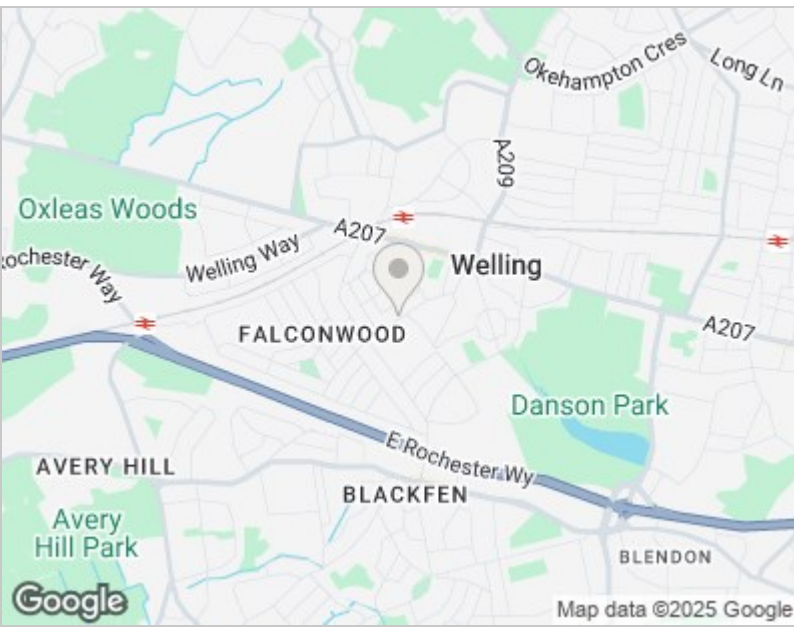 Okehampton Cres
Long Ln
A209
Oxleas Woods
A207
Rochester Way
Welling Way
Welling
FALCONWOOD
A207
Danson Park
E Rochester Wy
AVERY HILL
BLACKFEN
Avery
Hill Park
BLENDON
Google
Map data ©2025 Google